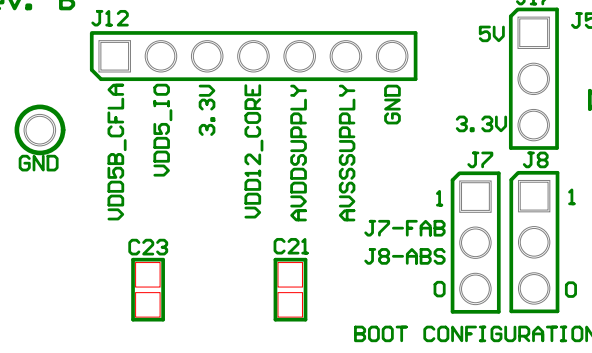 ev. B
J12
J17
5V
J5
3.3V
GND
VDD5B_CFLA
VDD5_IO
3.3V
VDD12_CORE
AVDDSUPPLY
AVSSSUPPLY
GND
J7
J8
1
1
J7-FAB
J8-ABS
0
0
C23
C21
BOOT CONFIGURATION